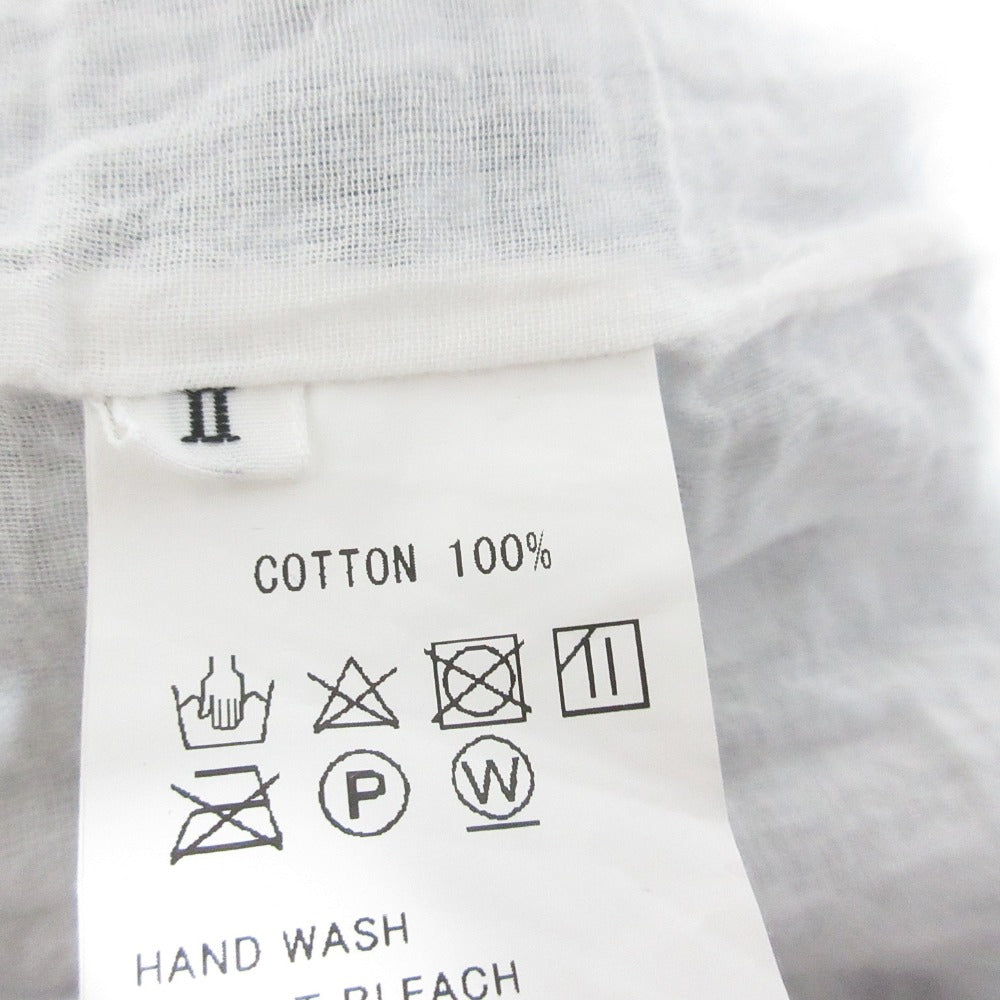 II
COTTON 100%
P W
HAND WASH
BLEACH